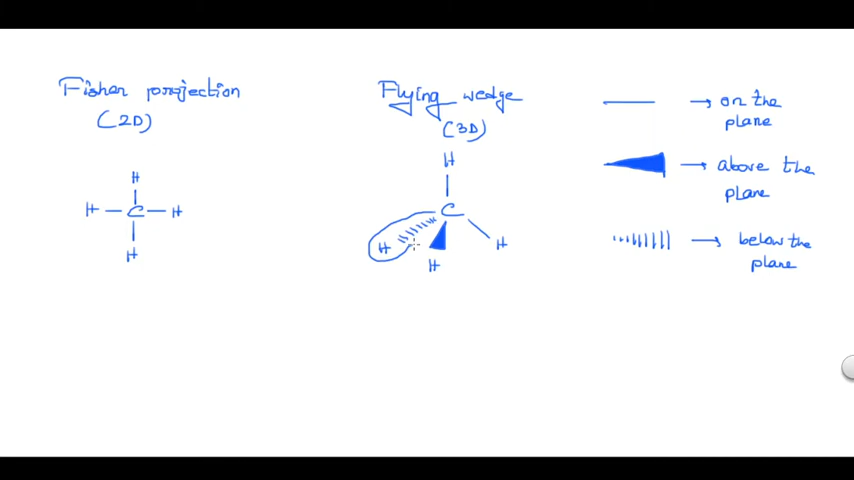 Fisher projection
(2D)
H
H — C — H
H
Flying wedge
(3D)
H
C
H
H
H
→ on the
plane
→ above the
plane
→ below the
plane